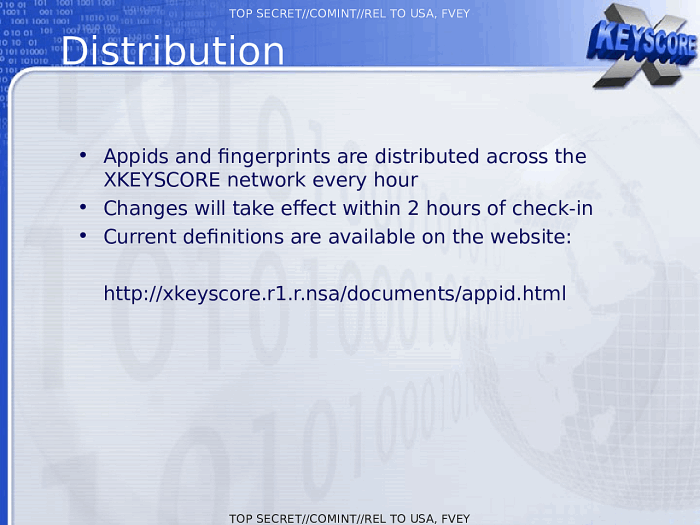 TOP SECRET//COMINT//REL TO USA, FVEY
KEYSCORE
X
Distribution
• Appids and fingerprints are distributed across the
XKEYSCORE network every hour
• Changes will take effect within 2 hours of check-in
• Current definitions are available on the website:
http://xkeyscore.r1.r.nsa/documents/appid.html
TOP SECRET//COMINT//REL TO USA, FVEY